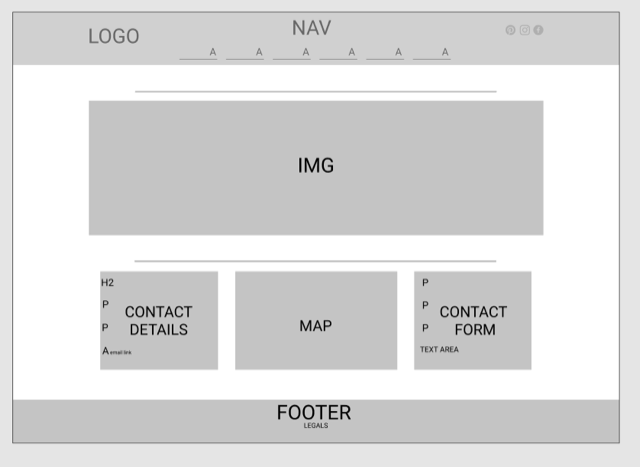 LOGO
NAV
A A A A A A
IMG
H2
P
P
A email link
CONTACT
DETAILS
MAP
P
P
P
TEXT AREA
CONTACT
FORM
FOOTER
LEGALS